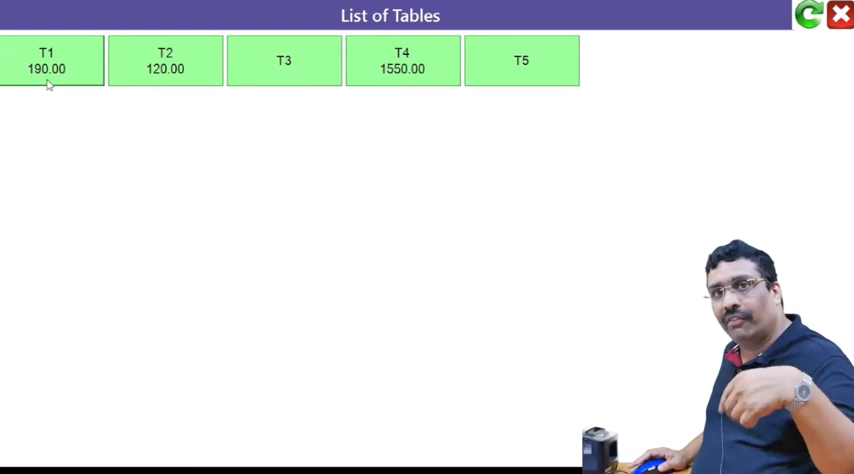 List of Tables
T1
190.00
T2
120.00
T3
T4
1550.00
T5